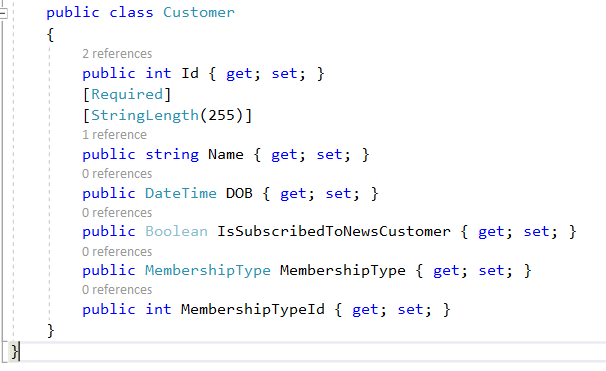 public class Customer
{
2 references
public int Id { get; set; }
[Required]
[StringLength(255)]
1 reference
public string Name { get; set; }
0 references
public DateTime DOB { get; set; }
0 references
public Boolean IsSubscribedToNewsCustomer { get; set; }
0 references
public MembershipType MembershipType { get; set; }
0 references
public int MembershipTypeId { get; set; }
}
}